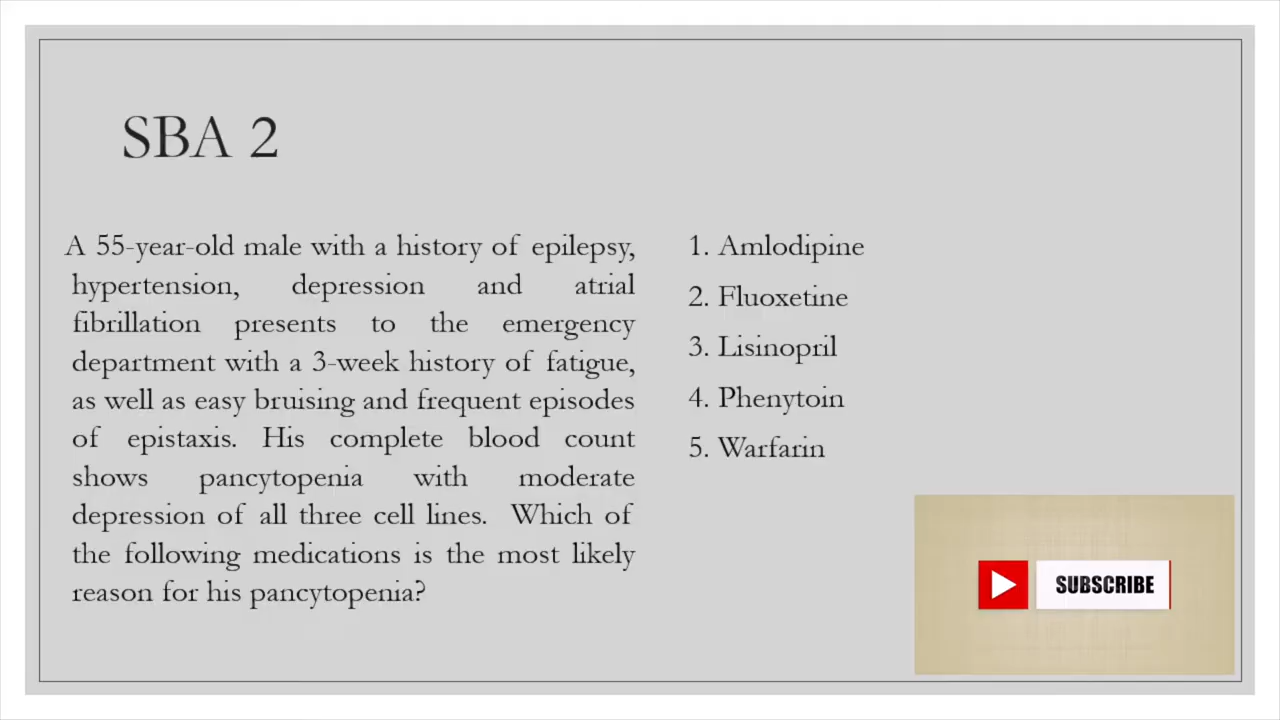 SBA 2
A 55-year-old male with a history of epilepsy,
hypertension, depression and atrial
fibrillation presents to the emergency
department with a 3-week history of fatigue,
as well as easy bruising and frequent episodes
of epistaxis. His complete blood count
shows pancytopenia with moderate
depression of all three cell lines. Which of
the following medications is the most likely
reason for his pancytopenia?
1. Amlodipine
2. Fluoxetine
3. Lisinopril
4. Phenytoin
5. Warfarin
SUBSCRIBE